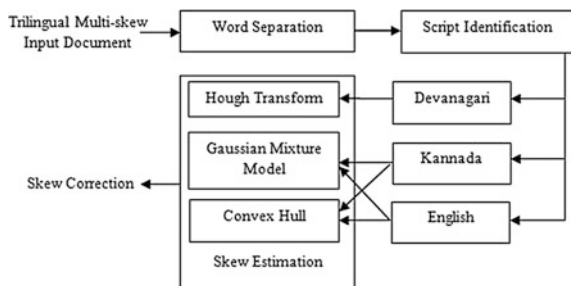 Trilingual Multi-skew
Input Document
Word Separation
Script Identification
Hough Transform
Devanagari
Gaussian Mixture
Model
Kannada
Skew Correction
Convex Hull
English
Skew Estimation